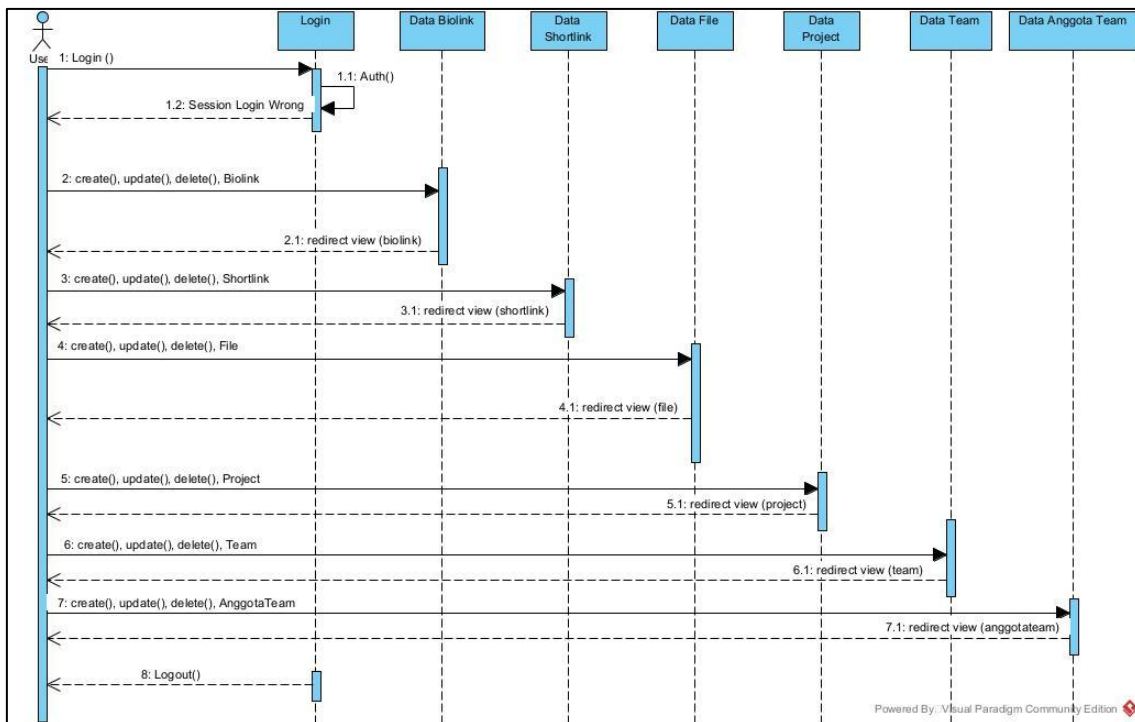 Login
Data Biolink
Data
Shortlink
Data File
Data
Project
Data Team
Data Anggota Team
Use
1: Login ()
1.1: Auth()
1.2: Session Login Wrong
2: create(), update(), delete(), Biolink
2.1: redirect view (biolink)
3: create(), update(), delete(), Shortlink
3.1: redirect view (shortlink)
4: create(), update(), delete(), File
4.1: redirect view (file)
5: create(), update(), delete(), Project
5.1: redirect view (project)
6: create(), update(), delete(), Team
6.1: redirect view (team)
7: create(), update(), delete(), AnggotaTeam
7.1: redirect view (anggotateam)
8: Logout()
Powered By Visual Paradigm Community Edition